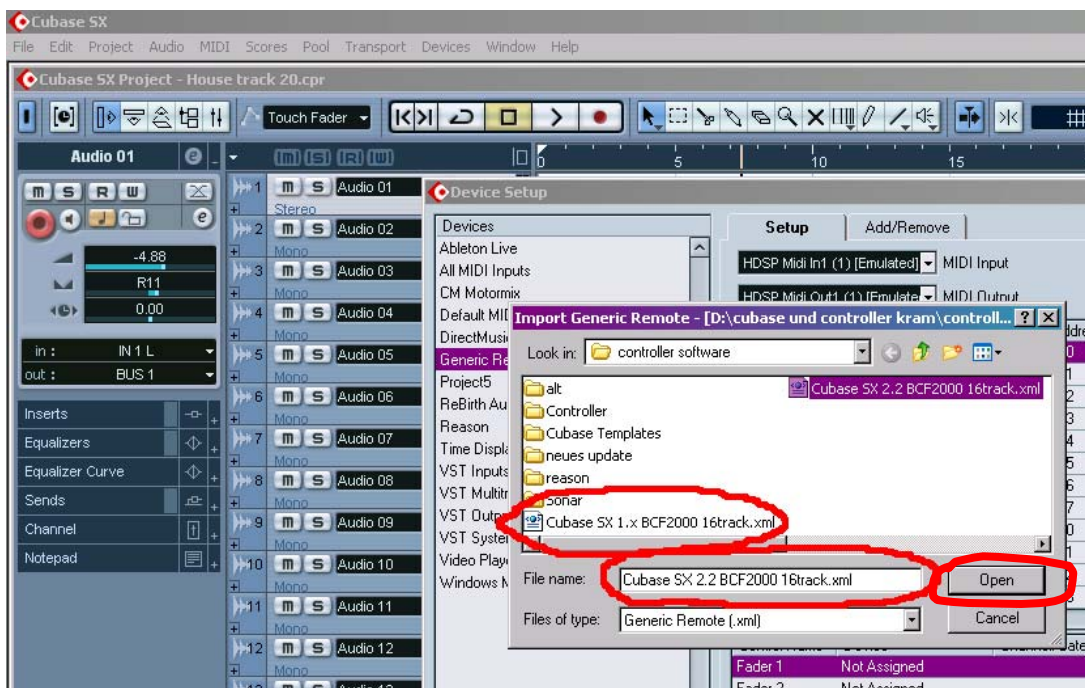 Cubase SX
File Edit Project Audio MIDI Scores Pool Transport Devices Window Help
Cubase SX Project - House track 20.cpr
Touch Fader
Audio 01
e
m S R W
e
-4.88
R11
0.00
in : IN 1 L
out : BUS 1
Inserts
Equalizers
Equalizer Curve
Sends
Channel
Notepad
(m) (S) (R) (W)
0 5 10 15
1 m S Audio 01
Stereo
2 m S Audio 02
Mono
3 m S Audio 03
Mono
4 m S Audio 04
Mono
5 m S Audio 05
Mono
6 m S Audio 06
Mono
7 m S Audio 07
Mono
8 m S Audio 08
Mono
9 m S Audio 09
Mono
10 m S Audio 10
Mono
11 m S Audio 11
Mono
12 m S Audio 12
Mono
Device Setup
Devices
Ableton Live
All MIDI Inputs
CM Motormix
Default MI
DirectMusi
Generic Re
Project5
ReBirth Au
Reason
Time Displ
VST Inputs
VST Multitr
VST Outp
VST Syste
Video Play
Windows M
Setup Add/Remove
HDSP Midi In1 (1) [Emulated] MIDI Input
HDSP Midi Out1 (1) [Emulate MIDI Output
Import Generic Remote - [D:\cubase und controller kram\controll...
Look in: controller software
alt
Controller
Cubase Templates
neues update
reason
Sonar
Cubase SX 1.x BCF2000 16track.xml
Cubase SX 2.2 BCF2000 16track.xml
File name: Cubase SX 2.2 BCF2000 16track.xml Open
Files of type: Generic Remote (.xml) Cancel
Fader 1 Not Assigned